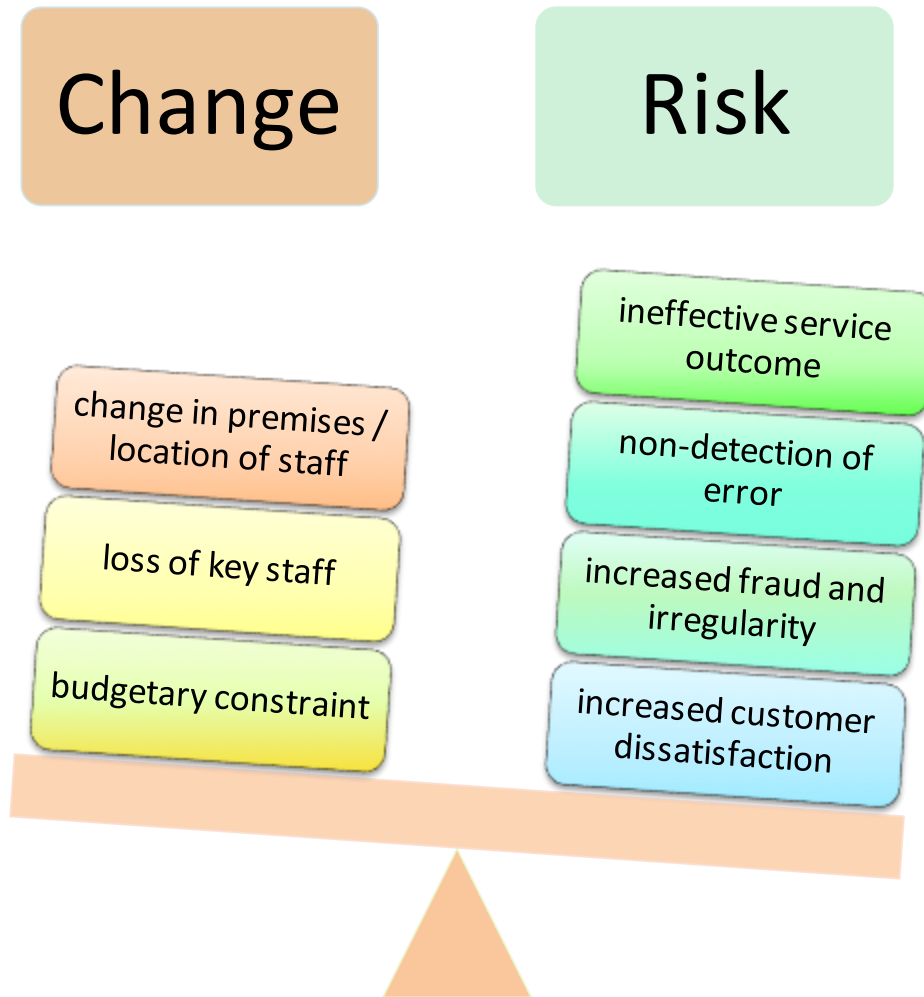 Change
Risk
change in premises /
location of staff
loss of key staff
budgetary constraint
ineffective service
outcome
non-detection of
error
increased fraud and
irregularity
increased customer
dissatisfaction